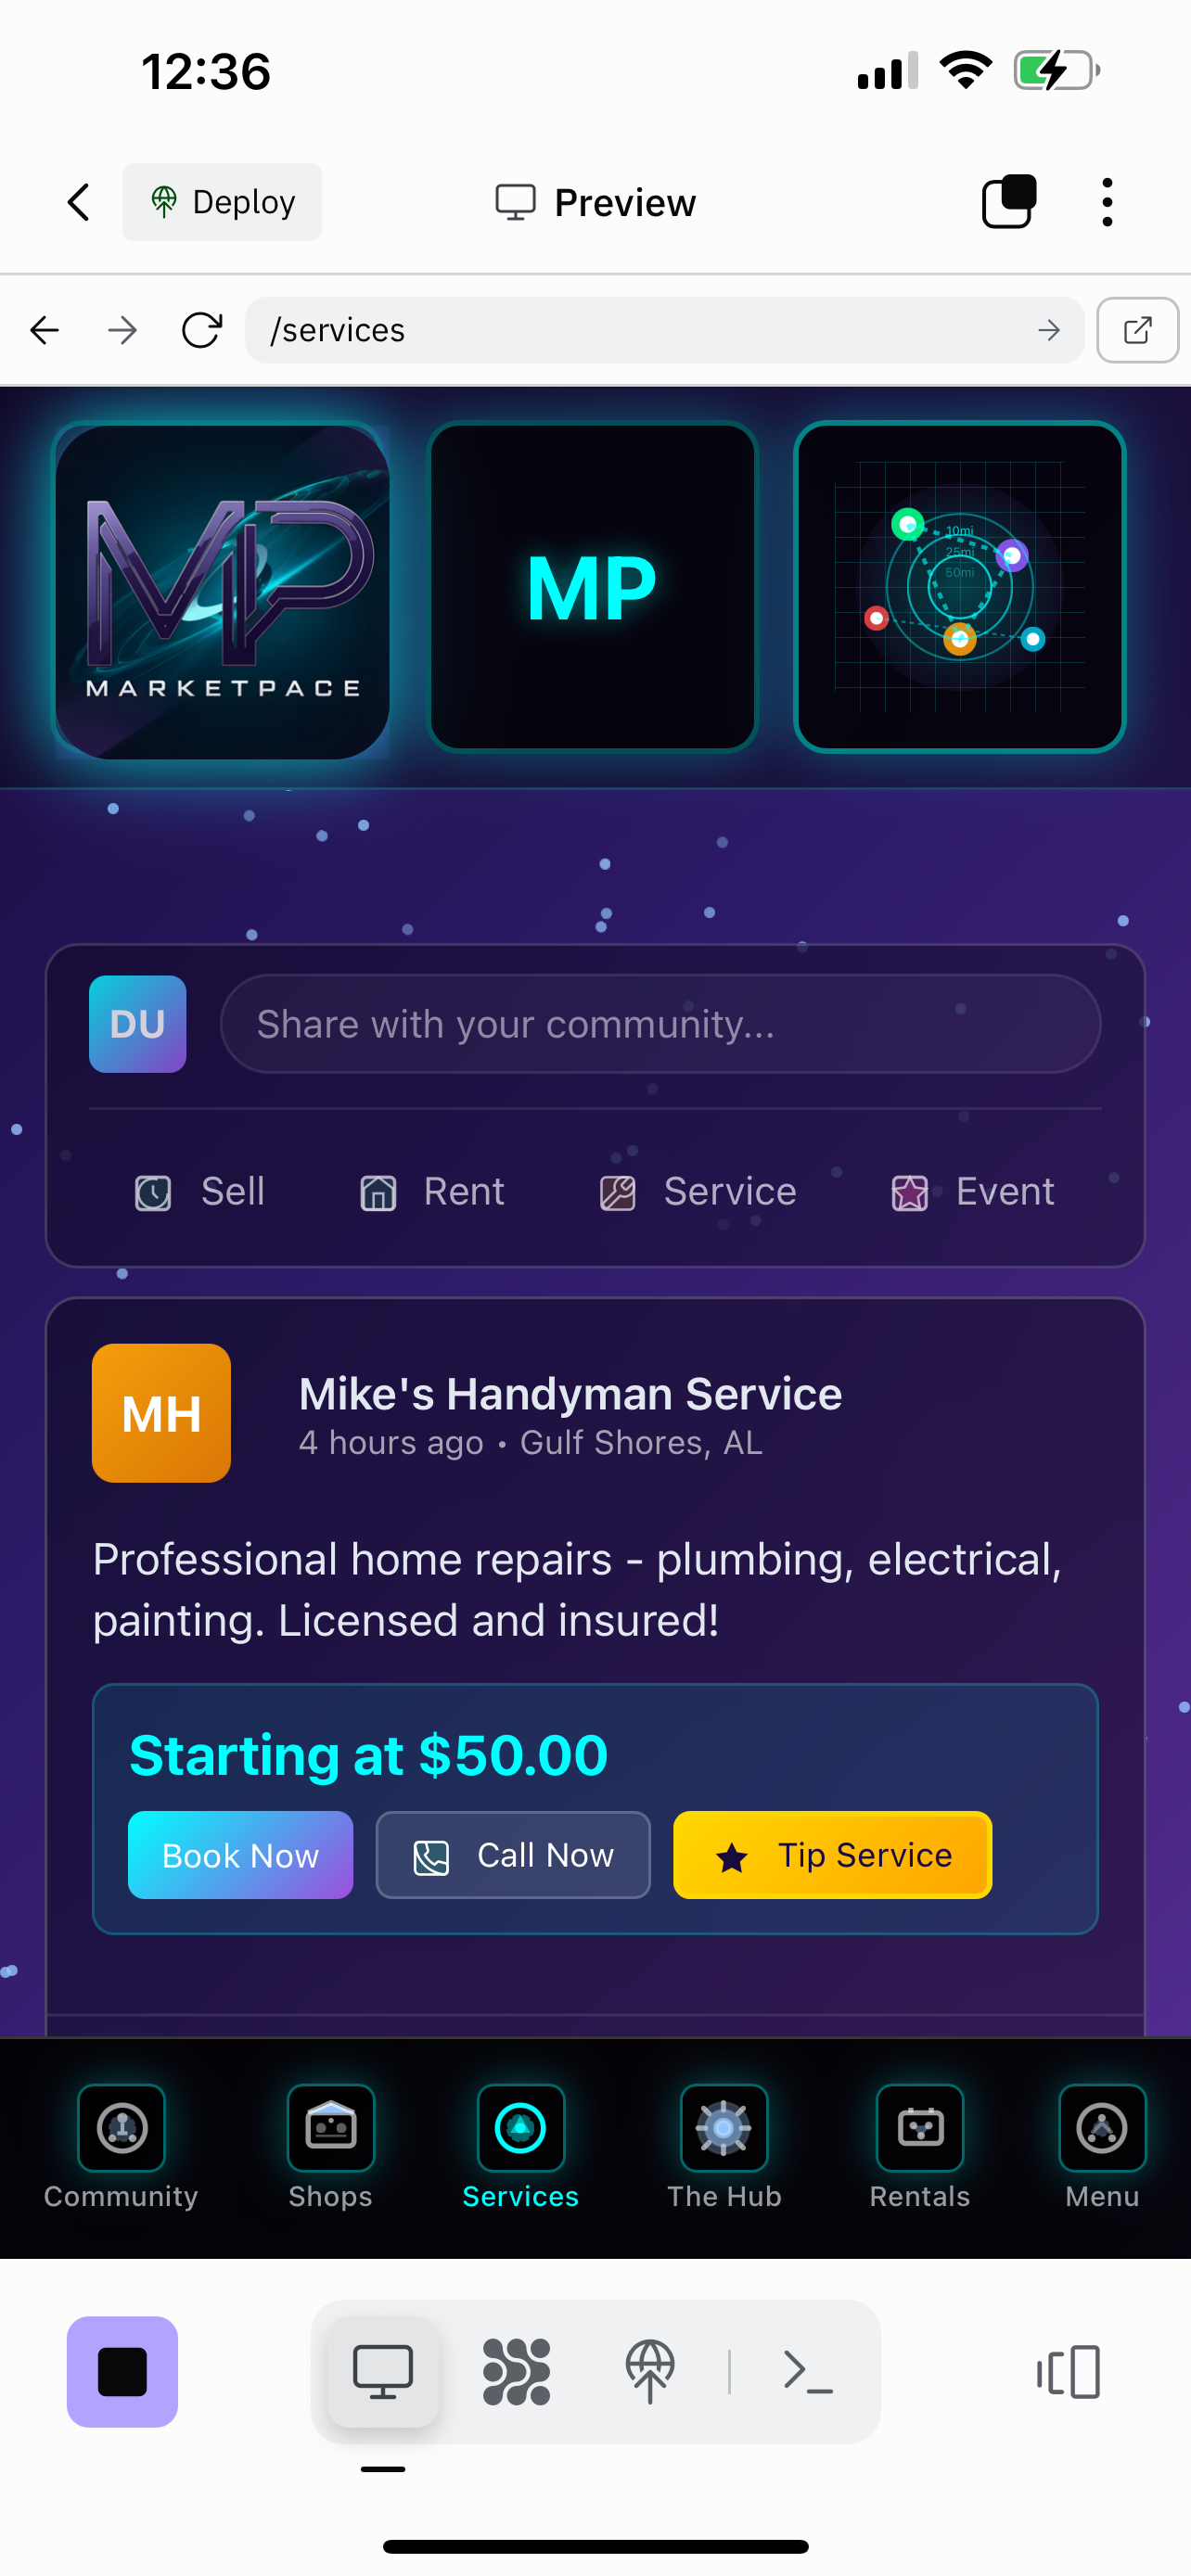 12:36
Deploy
Preview
/services
MP
MARKETPACE
MP
10mi
25mi
50mi
DU
Share with your community...
Sell
Rent
Service
Event
MH
Mike's Handyman Service
4 hours ago • Gulf Shores, AL
Professional home repairs - plumbing, electrical,
painting. Licensed and insured!
Starting at $50.00
Book Now
Call Now
Tip Service
Community
Shops
Services
The Hub
Rentals
Menu